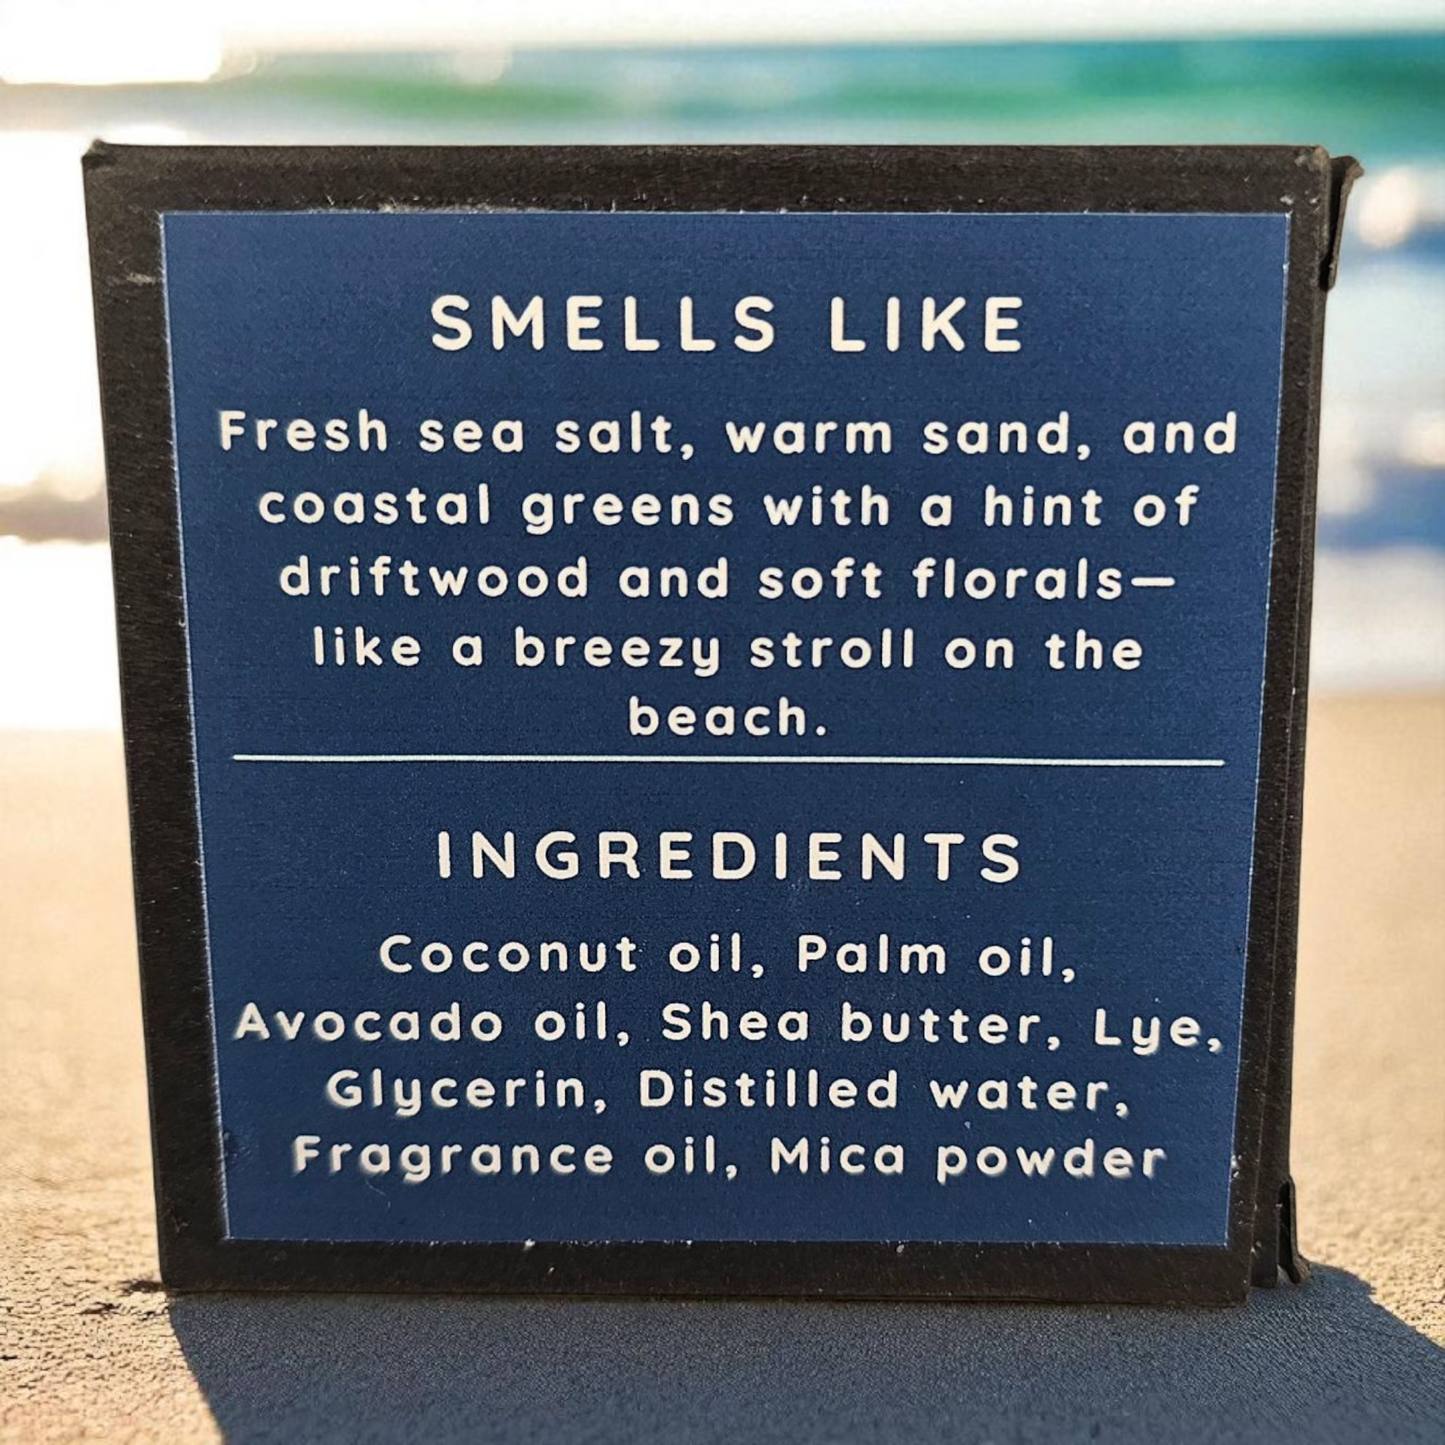 SMELLS LIKE
Fresh sea salt, warm sand, and
coastal greens with a hint of
driftwood and soft florals—
like a breezy stroll on the
beach.
INGREDIENTS
Coconut oil, Palm oil,
Avocado oil, Shea butter, Lye,
Glycerin, Distilled water,
Fragrance oil, Mica powder